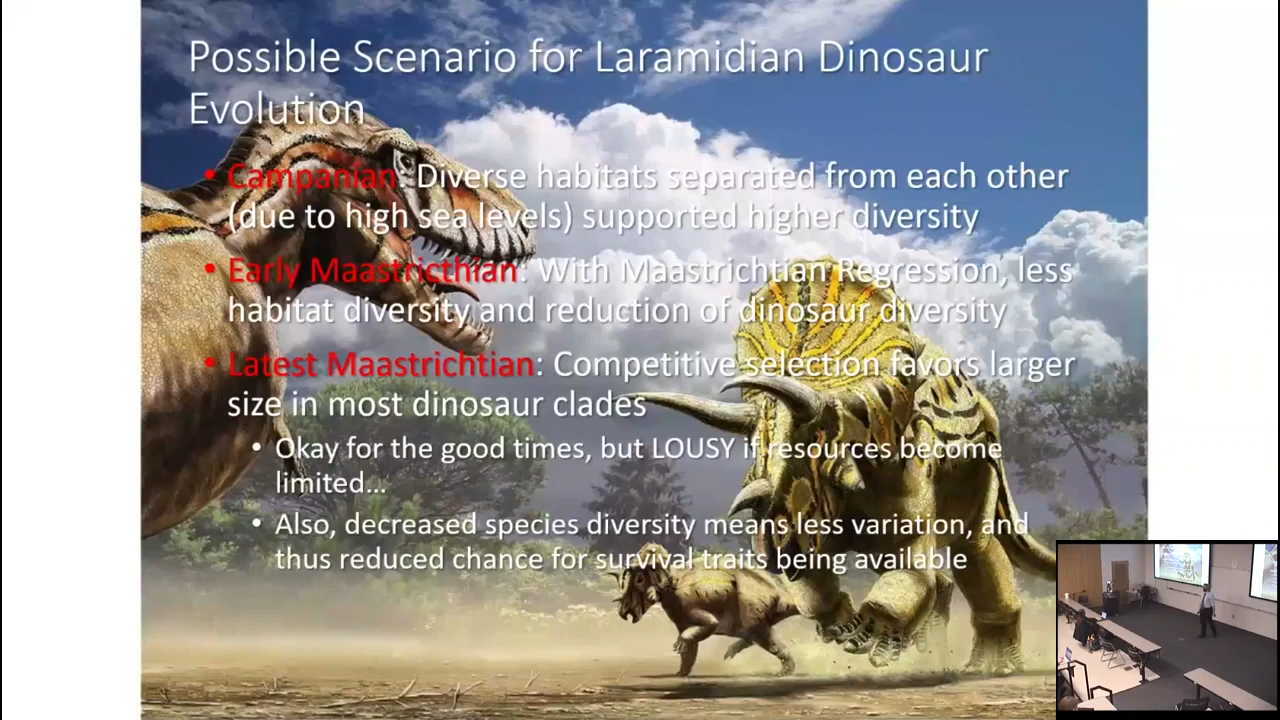 Possible Scenario for Laramidian Dinosaur
Evolution
• Campanian: Diverse habitats separated from each other
(due to high sea levels) supported higher diversity
• Early Maastricthian: With Maastrichtian Regression, less
habitat diversity and reduction of dinosaur diversity
• Latest Maastrichtian: Competitive selection favors larger
size in most dinosaur clades
• Okay for the good times, but LOUSY if resources become
limited…
• Also, decreased species diversity means less variation, and
thus reduced chance for survival traits being available